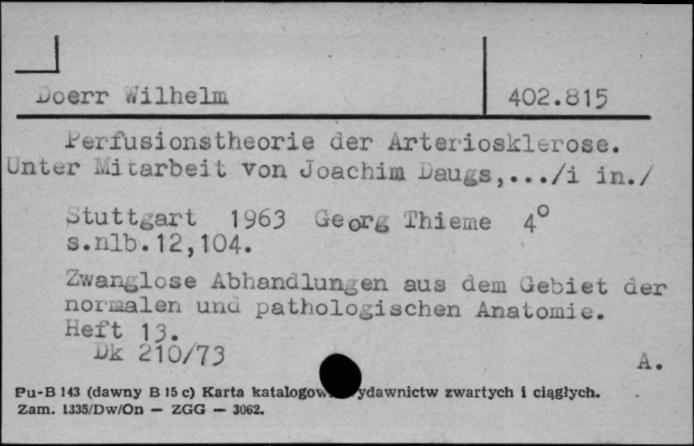 Doerr Wilhelm
402.815
Perfusionstheorie der Arteriosklerose.
Unter Mitarbeit von Joachim Daugs,.../i in./
Stuttgart 1963 Georg Thieme 4°
s.nlb.12,104.
Zwanglose Abhandlungen aus dem Gebiet der
normalen und pathologischen Anatomie.
Heft 13.
Dk 210/73
A.
Pu-B 143 (dawny B 15 c) Karta zwartych i ciągłych.
Zam. 1335/Dw/On — ZGG — 3062.